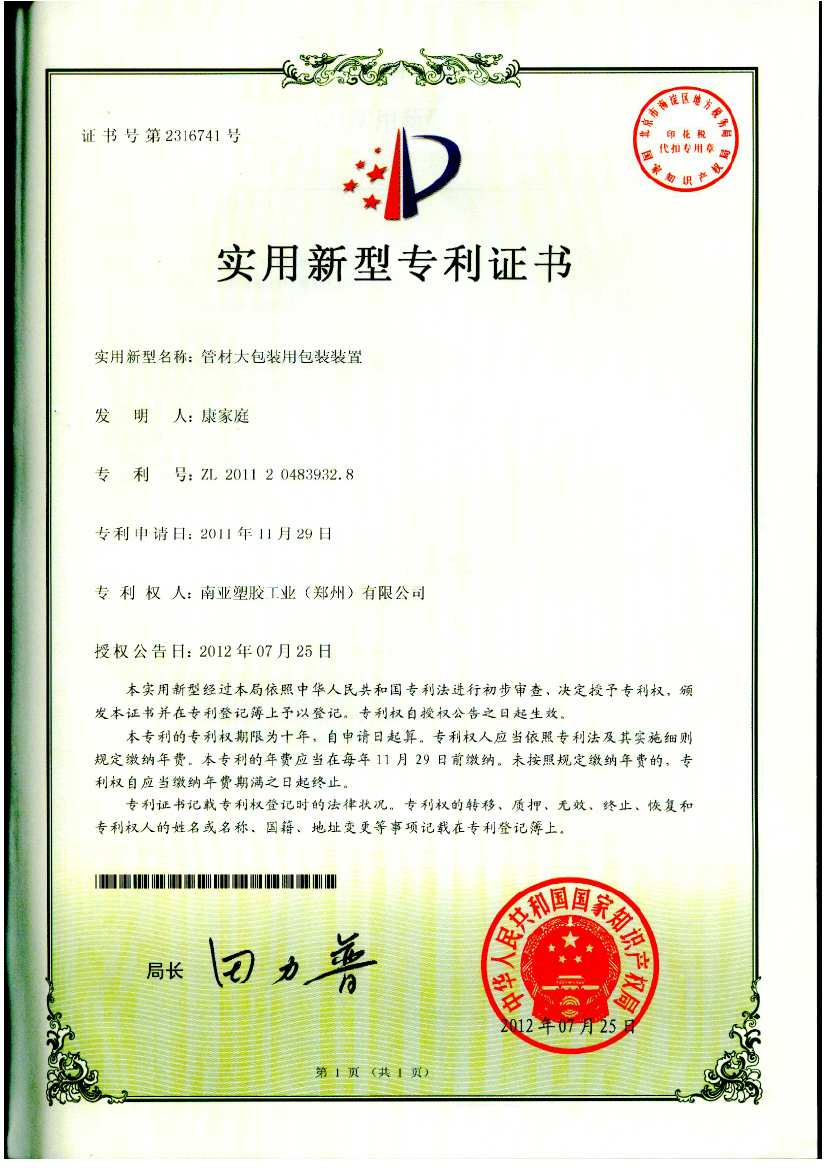 证书号第2316741号
北京市海淀区地方税务局
印花税
代扣专用章
国家知识产权局
实用新型专利证书
实用新型名称：管材大包装用包装装置
发明人：康家庭
专利号：ZL 2011 2 0483932.8
专利申请日：2011年11月29日
专利权人：南亚塑胶工业（郑州）有限公司
授权公告日：2012年07月25日
本实用新型经过本局依照中华人民共和国专利法进行初步审查，决定授予专利权，颁
发本证书并在专利登记簿上予以登记。专利权自授权公告之日起生效。
本专利的专利权期限为十年，自申请日起算。专利权人应当依照专利法及其实施细则
规定缴纳年费。本专利的年费应当在每年11月29日前缴纳。未按照规定缴纳年费的，专
利权自应当缴纳年费期满之日起终止。
专利证书记载专利权登记时的法律状况。专利权的转移、质押、无效、终止、恢复和
专利权人的姓名或名称、国籍、地址变更等事项记载在专利登记簿上。
局长
田力普
中华人民共和国国家知识产权局
2012年07月25日
第1页（共1页）